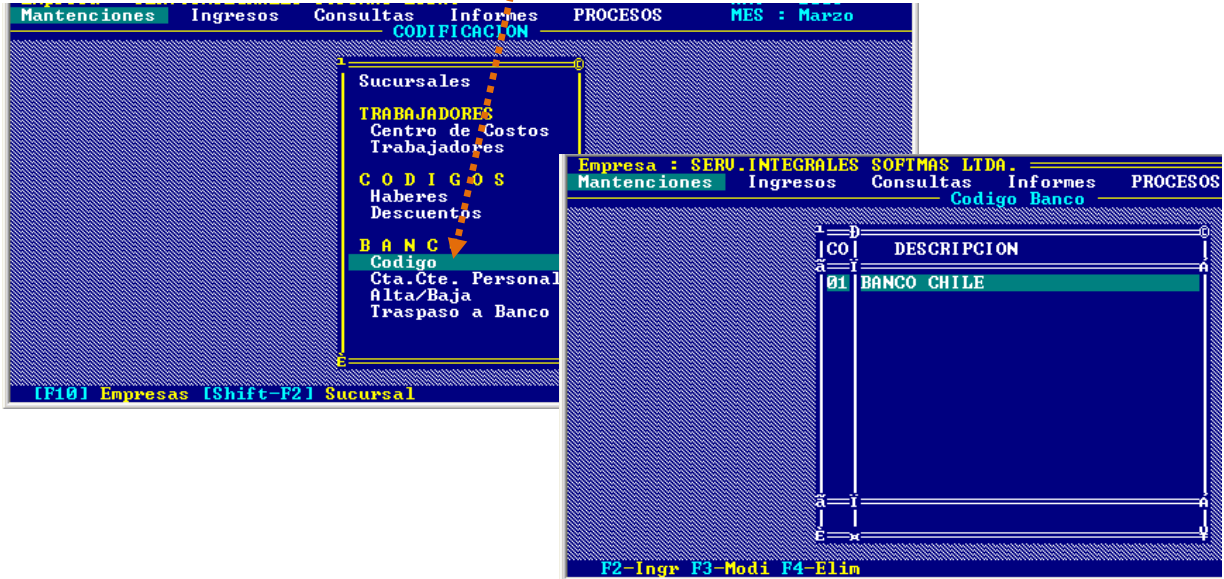 Mantenciones Ingresos Consultas Informes PROCESOS MES : Marzo
CODIFICACION
Sucursales
TRABAJADORES
Centro de Costos
Trabajadores
C O D I G O S
Haberes
Descuentos
B A N C
Codigo
Cta.Cte. Personal
Alta/Baja
Traspaso a Banco
[F10] Empresas [Shift-F2] Sucursal
Empresa : SERV.INTEGRALES SOFTMAS LTDA.
Mantenciones Ingresos Consultas Informes PROCESOS
Codigo Banco
CO DESCRIPCION
01 BANCO CHILE
F2-Ingr F3-Modi F4-Elim